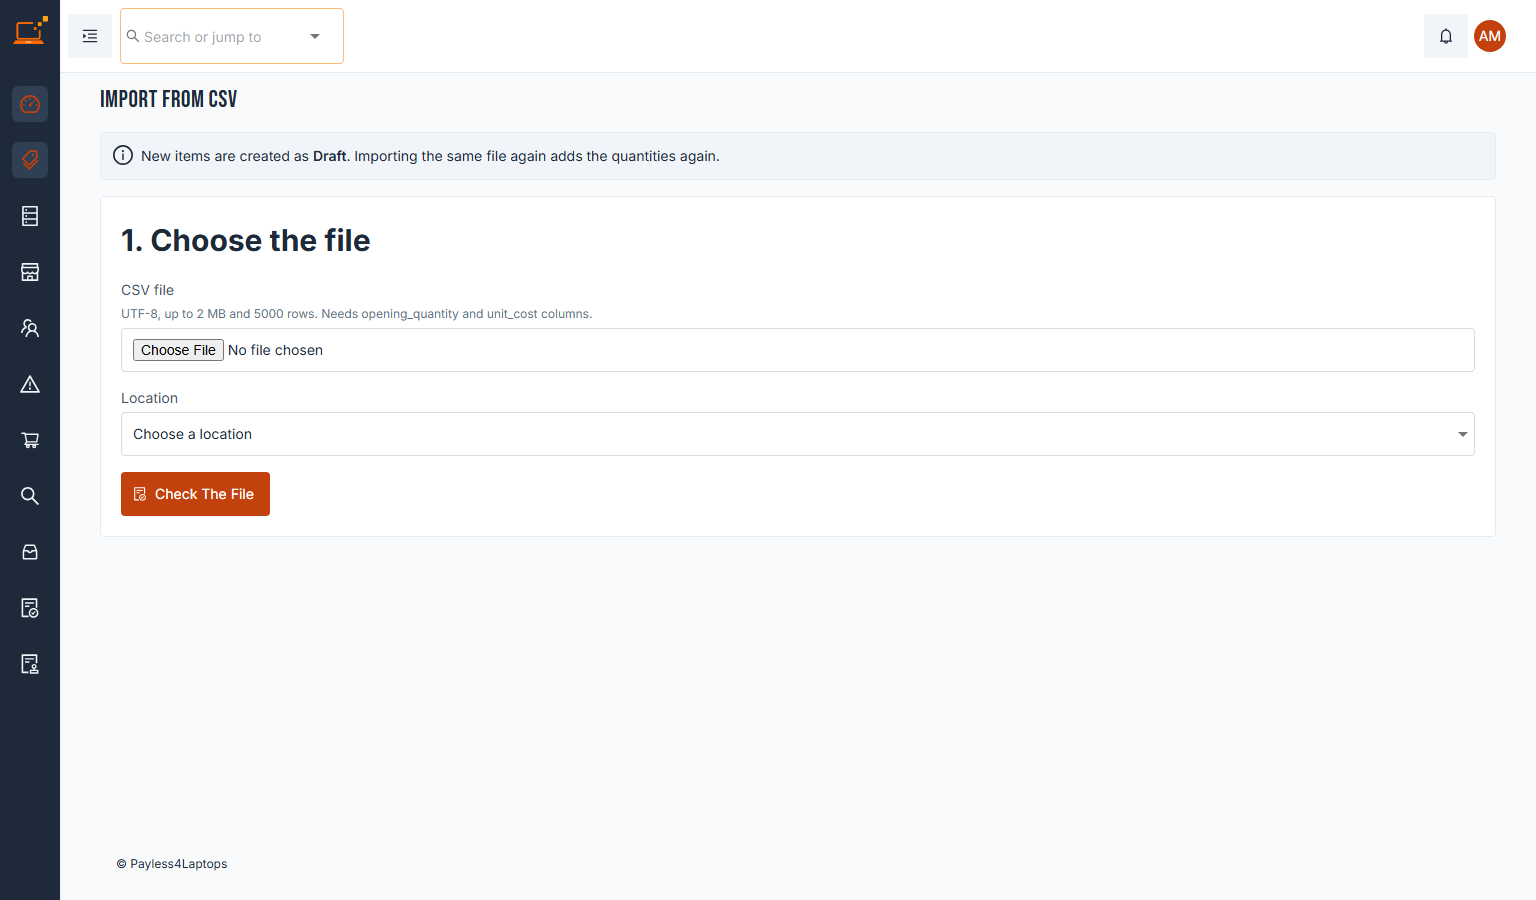 Search or jump to
AM
IMPORT FROM CSV
New items are created as Draft. Importing the same file again adds the quantities again.
1. Choose the file
CSV file
UTF-8, up to 2 MB and 5000 rows. Needs opening_quantity and unit_cost columns.
Choose File No file chosen
Location
Choose a location
Check The File
© Payless4Laptops